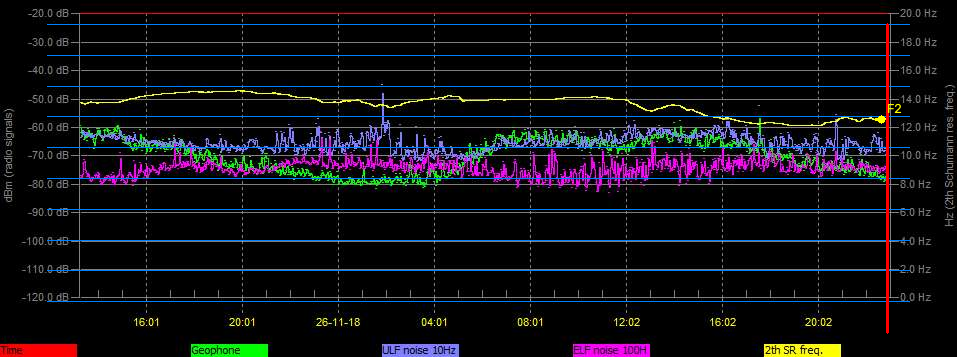 -20.0 dB
-30.0 dB
-40.0 dB
-50.0 dB
-60.0 dB
-70.0 dB
-80.0 dB
-90.0 dB
-100.0 dB
-110.0 dB
-120.0 dB
dBm (radio signals)
20.0 Hz
18.0 Hz
16.0 Hz
14.0 Hz
12.0 Hz
10.0 Hz
8.0 Hz
6.0 Hz
4.0 Hz
2.0 Hz
0.0 Hz
Hz (2th Schumann res. freq.)
F2
16:01 20:01 26-11-18 04:01 08:01 12:02 16:02 20:02
Time Geophone ULF noise 10Hz ELF noise 100H 2th SR freq.